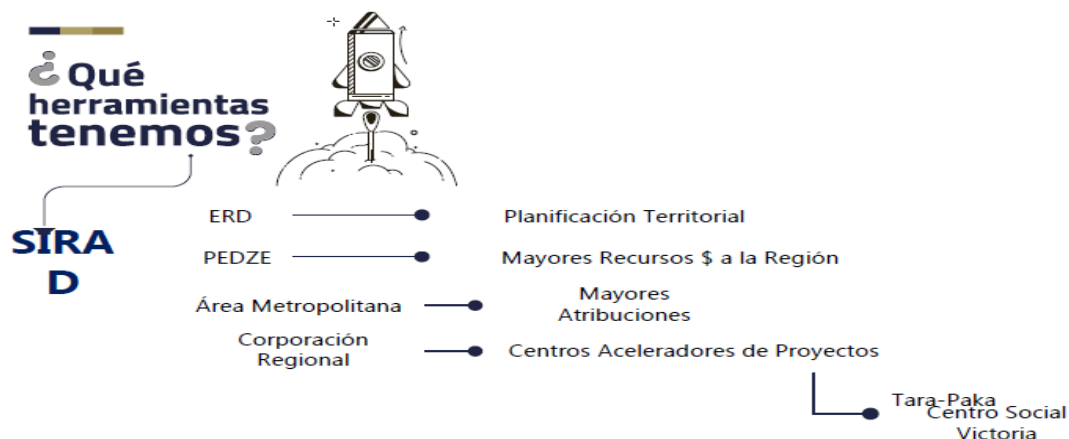 ¿Qué
herramientas
tenemos?
SIRA
D
ERD
Planificación Territorial
PEDZE
Mayores Recursos $ a la Región
Área Metropolitana
Mayores
Atribuciones
Corporación
Regional
Centros Aceleradores de Proyectos
Tara-Paka
Centro Social
Victoria